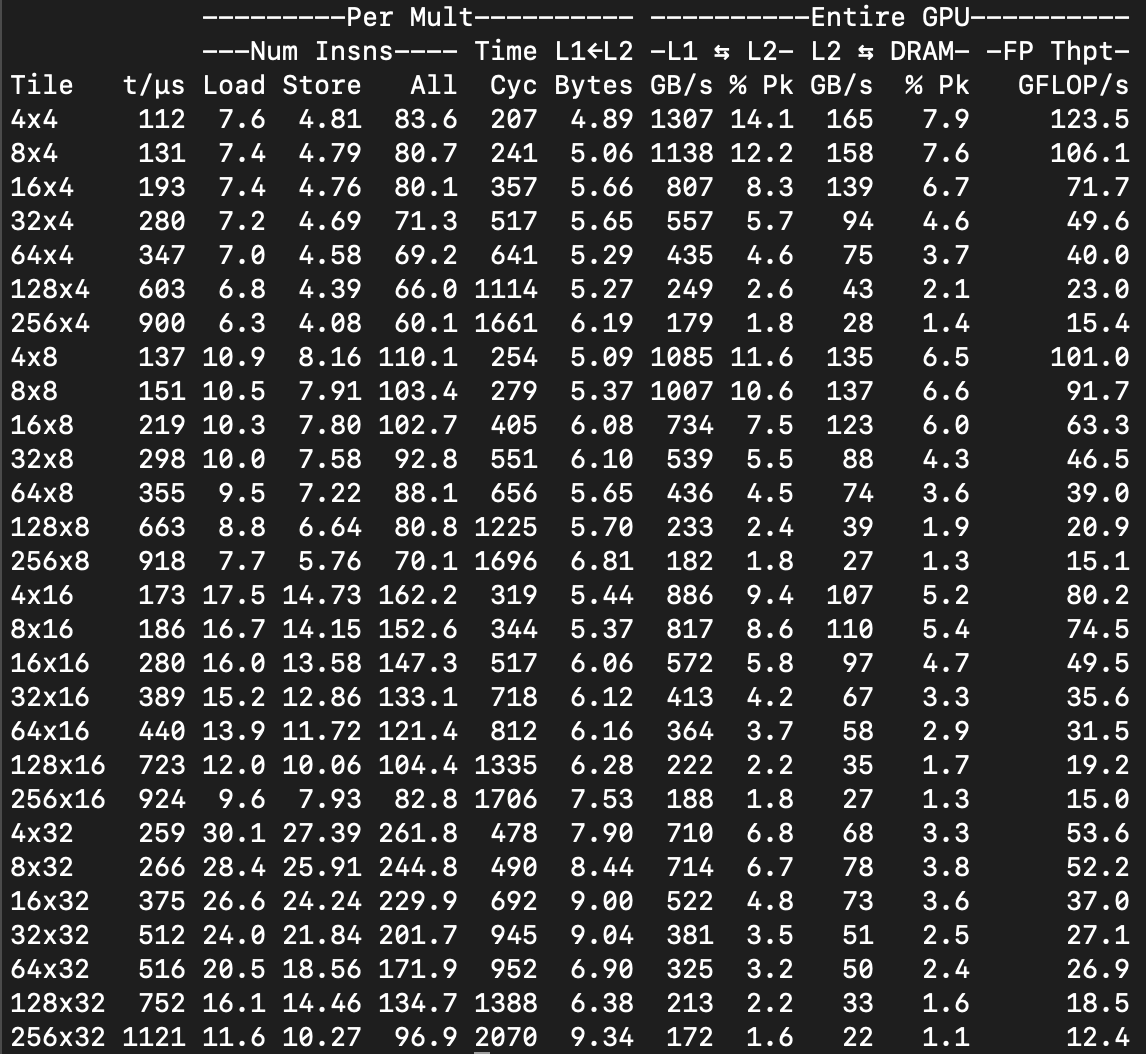 ---------Per Mult---------- ---------Entire GPU----------
---Num Insns---- Time L1←L2 -L1 ⇆ L2- L2 ⇆ DRAM- -FP Thpt-
Tile t/µs Load Store All Cyc Bytes GB/s % Pk GB/s % Pk GFLOP/s
4x4 112 7.6 4.81 83.6 207 4.89 1307 14.1 165 7.9 123.5
8x4 131 7.4 4.79 80.7 241 5.06 1138 12.2 158 7.6 106.1
16x4 193 7.4 4.76 80.1 357 5.66 807 8.3 139 6.7 71.7
32x4 280 7.2 4.69 71.3 517 5.65 557 5.7 94 4.6 49.6
64x4 347 7.0 4.58 69.2 641 5.29 435 4.6 75 3.7 40.0
128x4 603 6.8 4.39 66.0 1114 5.27 249 2.6 43 2.1 23.0
256x4 900 6.3 4.08 60.1 1661 6.19 179 1.8 28 1.4 15.4
4x8 137 10.9 8.16 110.1 254 5.09 1085 11.6 135 6.5 101.0
8x8 151 10.5 7.91 103.4 279 5.37 1007 10.6 137 6.6 91.7
16x8 219 10.3 7.80 102.7 405 6.08 734 7.5 123 6.0 63.3
32x8 298 10.0 7.58 92.8 551 6.10 539 5.5 88 4.3 46.5
64x8 355 9.5 7.22 88.1 656 5.65 436 4.5 74 3.6 39.0
128x8 663 8.8 6.64 80.8 1225 5.70 233 2.4 39 1.9 20.9
256x8 918 7.7 5.76 70.1 1696 6.81 182 1.8 27 1.3 15.1
4x16 173 17.5 14.73 162.2 319 5.44 886 9.4 107 5.2 80.2
8x16 186 16.7 14.15 152.6 344 5.37 817 8.6 110 5.4 74.5
16x16 280 16.0 13.58 147.3 517 6.06 572 5.8 97 4.7 49.5
32x16 389 15.2 12.86 133.1 718 6.12 413 4.2 67 3.3 35.6
64x16 440 13.9 11.72 121.4 812 6.16 364 3.7 58 2.9 31.5
128x16 723 12.0 10.06 104.4 1335 6.28 222 2.2 35 1.7 19.2
256x16 924 9.6 7.93 82.8 1706 7.53 188 1.8 27 1.3 15.0
4x32 259 30.1 27.39 261.8 478 7.90 710 6.8 68 3.3 53.6
8x32 266 28.4 25.91 244.8 490 8.44 714 6.7 78 3.8 52.2
16x32 375 26.6 24.24 229.9 692 9.00 522 4.8 73 3.6 37.0
32x32 512 24.0 21.84 201.7 945 9.04 381 3.5 51 2.5 27.1
64x32 516 20.5 18.56 171.9 952 6.90 325 3.2 50 2.4 26.9
128x32 752 16.1 14.46 134.7 1388 6.38 213 2.2 33 1.6 18.5
256x32 1121 11.6 10.27 96.9 2070 9.34 172 1.6 22 1.1 12.4